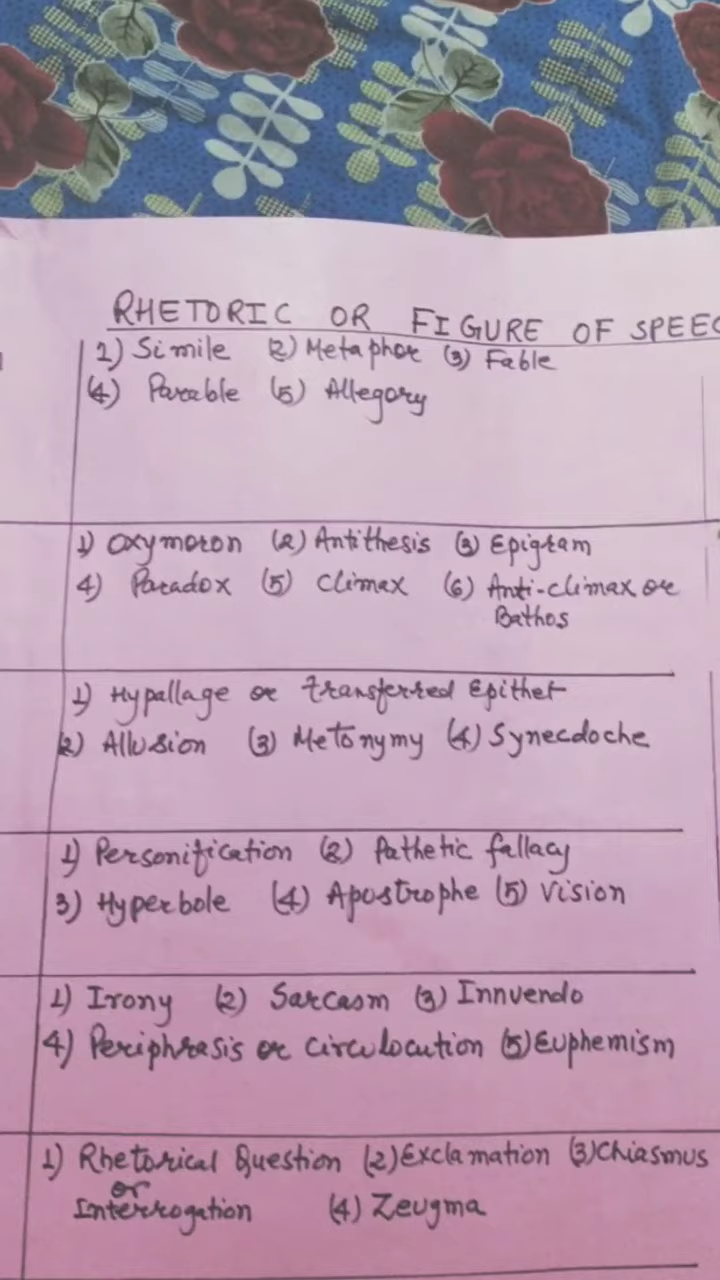 RHETORIC OR FIGURE OF SPEEC
1) Simile (2) Metaphor (3) Fable
(4) Parable (5) Allegory
1) Oxymoron (2) Antithesis (3) Epigram
4) Paradox (5) Climax (6) Anti-climax or
Bathos
1) Hypallage or transferred Epithet
2) Allusion (3) Metonymy (4) Synecdoche
1) Personification (2) Pathetic fallacy
3) Hyperbole (4) Apostrophe (5) Vision
1) Irony (2) Sarcasm (3) Innvendo
4) Periphrasis or circulocution (5) Euphemism
1) Rhetorical Question (2) Exclamation (3) Chiasmus
or
Interrogation (4) Zeugma